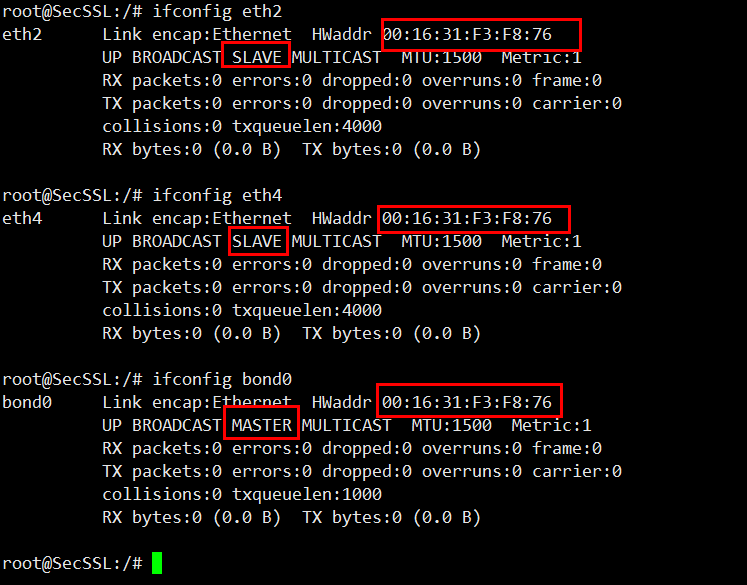 root@SecSSL:/# ifconfig eth2
eth2      Link encap:Ethernet  HWaddr 00:16:31:F3:F8:76
          UP BROADCAST SLAVE MULTICAST  MTU:1500  Metric:1
          RX packets:0 errors:0 dropped:0 overruns:0 frame:0
          TX packets:0 errors:0 dropped:0 overruns:0 carrier:0
          collisions:0 txqueuelen:4000
          RX bytes:0 (0.0 B)  TX bytes:0 (0.0 B)
root@SecSSL:/# ifconfig eth4
eth4      Link encap:Ethernet  HWaddr 00:16:31:F3:F8:76
          UP BROADCAST SLAVE MULTICAST  MTU:1500  Metric:1
          RX packets:0 errors:0 dropped:0 overruns:0 frame:0
          TX packets:0 errors:0 dropped:0 overruns:0 carrier:0
          collisions:0 txqueuelen:4000
          RX bytes:0 (0.0 B)  TX bytes:0 (0.0 B)
root@SecSSL:/# ifconfig bond0
bond0     Link encap:Ethernet  HWaddr 00:16:31:F3:F8:76
          UP BROADCAST MASTER MULTICAST  MTU:1500  Metric:1
          RX packets:0 errors:0 dropped:0 overruns:0 frame:0
          TX packets:0 errors:0 dropped:0 overruns:0 carrier:0
          collisions:0 txqueuelen:1000
          RX bytes:0 (0.0 B)  TX bytes:0 (0.0 B)
root@SecSSL:/#